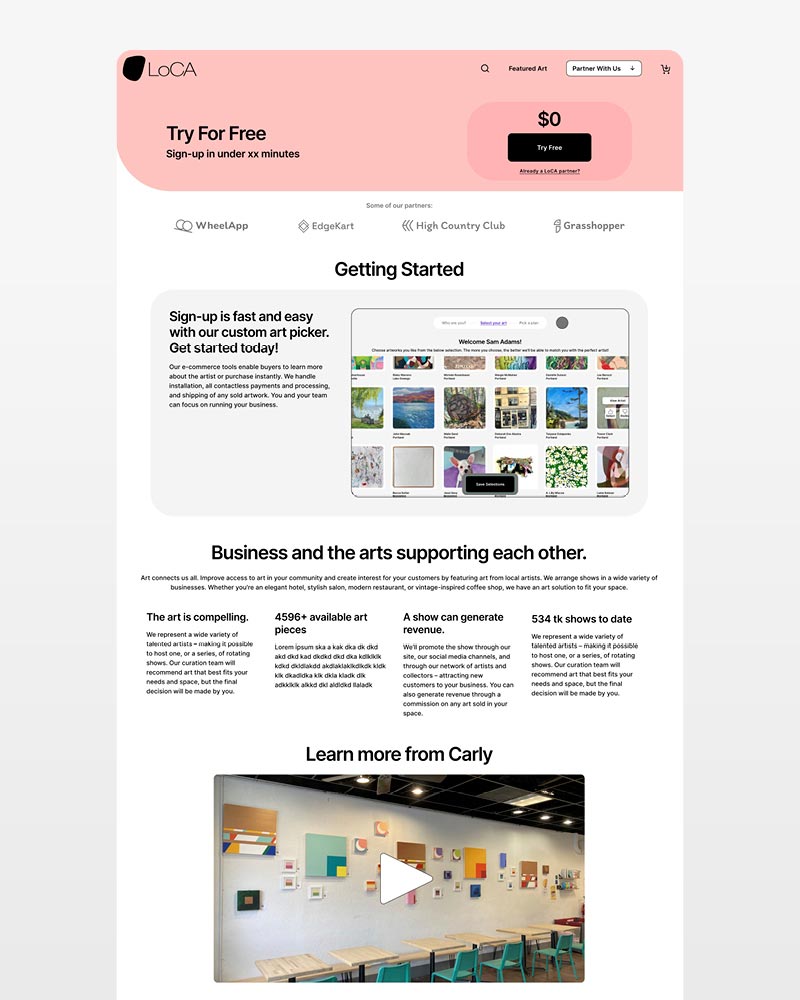 LoCA
Featured Art
Partner With Us
Try For Free
Sign-up in under xx minutes
$0
Try Free
Already a LoCA partner?
Some of our partners:
WheelApp
EdgeKart
High Country Club
Grasshopper
Getting Started
Sign-up is fast and easy
with our custom art picker.
Get started today!
Our e-commerce tools enable buyers to learn more
about the artist or purchase instantly. We handle
installation, all contactless payments and processing,
and shipping of any sold artwork. You and your team
can focus on running your business.
Who are you?
Select your art
Pick a plan
Welcome Sam Adams!
Choose artworks you like from the below selection. The more you choose, the better we'll be able to match you with the perfect artist!
Portland
View Artist
Save Selections
Business and the arts supporting each other.
Art connects us all. Improve access to art in your community and create interest for your customers by featuring art from local artists. We arrange shows in a wide variety of
businesses. Whether you're an elegant hotel, stylish salon, modern restaurant, or vintage-inspired coffee shop, we have an art solution to fit your space.
The art is compelling.
We represent a wide variety of
talented artists – making it possible
to host one, or a series, of rotating
shows. Our curation team will
recommend art that best fits your
needs and space, but the final
decision will be made by you.
4596+ available art
pieces
Lorem ipsum ska a kak dka dk dkd
akd dkd kad dkdkd dkd kdlklklk
kdkd dkldlakdd akdlaklaklkdlkdk kldk
klk dkadldka klk dkla kladk dlk
adkklklk alkkd dkl aldldkd llaladk
A show can generate
revenue.
We'll promote the show through our
site, our social media channels, and
through our network of artists and
collectors – attracting new
customers to your business. You can
also generate revenue through a
commission on any art sold in your
space.
534 tk shows to date
We represent a wide variety of
talented artists – making it possible
to host one, or a series, of rotating
shows. Our curation team will
recommend art that best fits your
needs and space, but the final
decision will be made by you.
Learn more from Carly